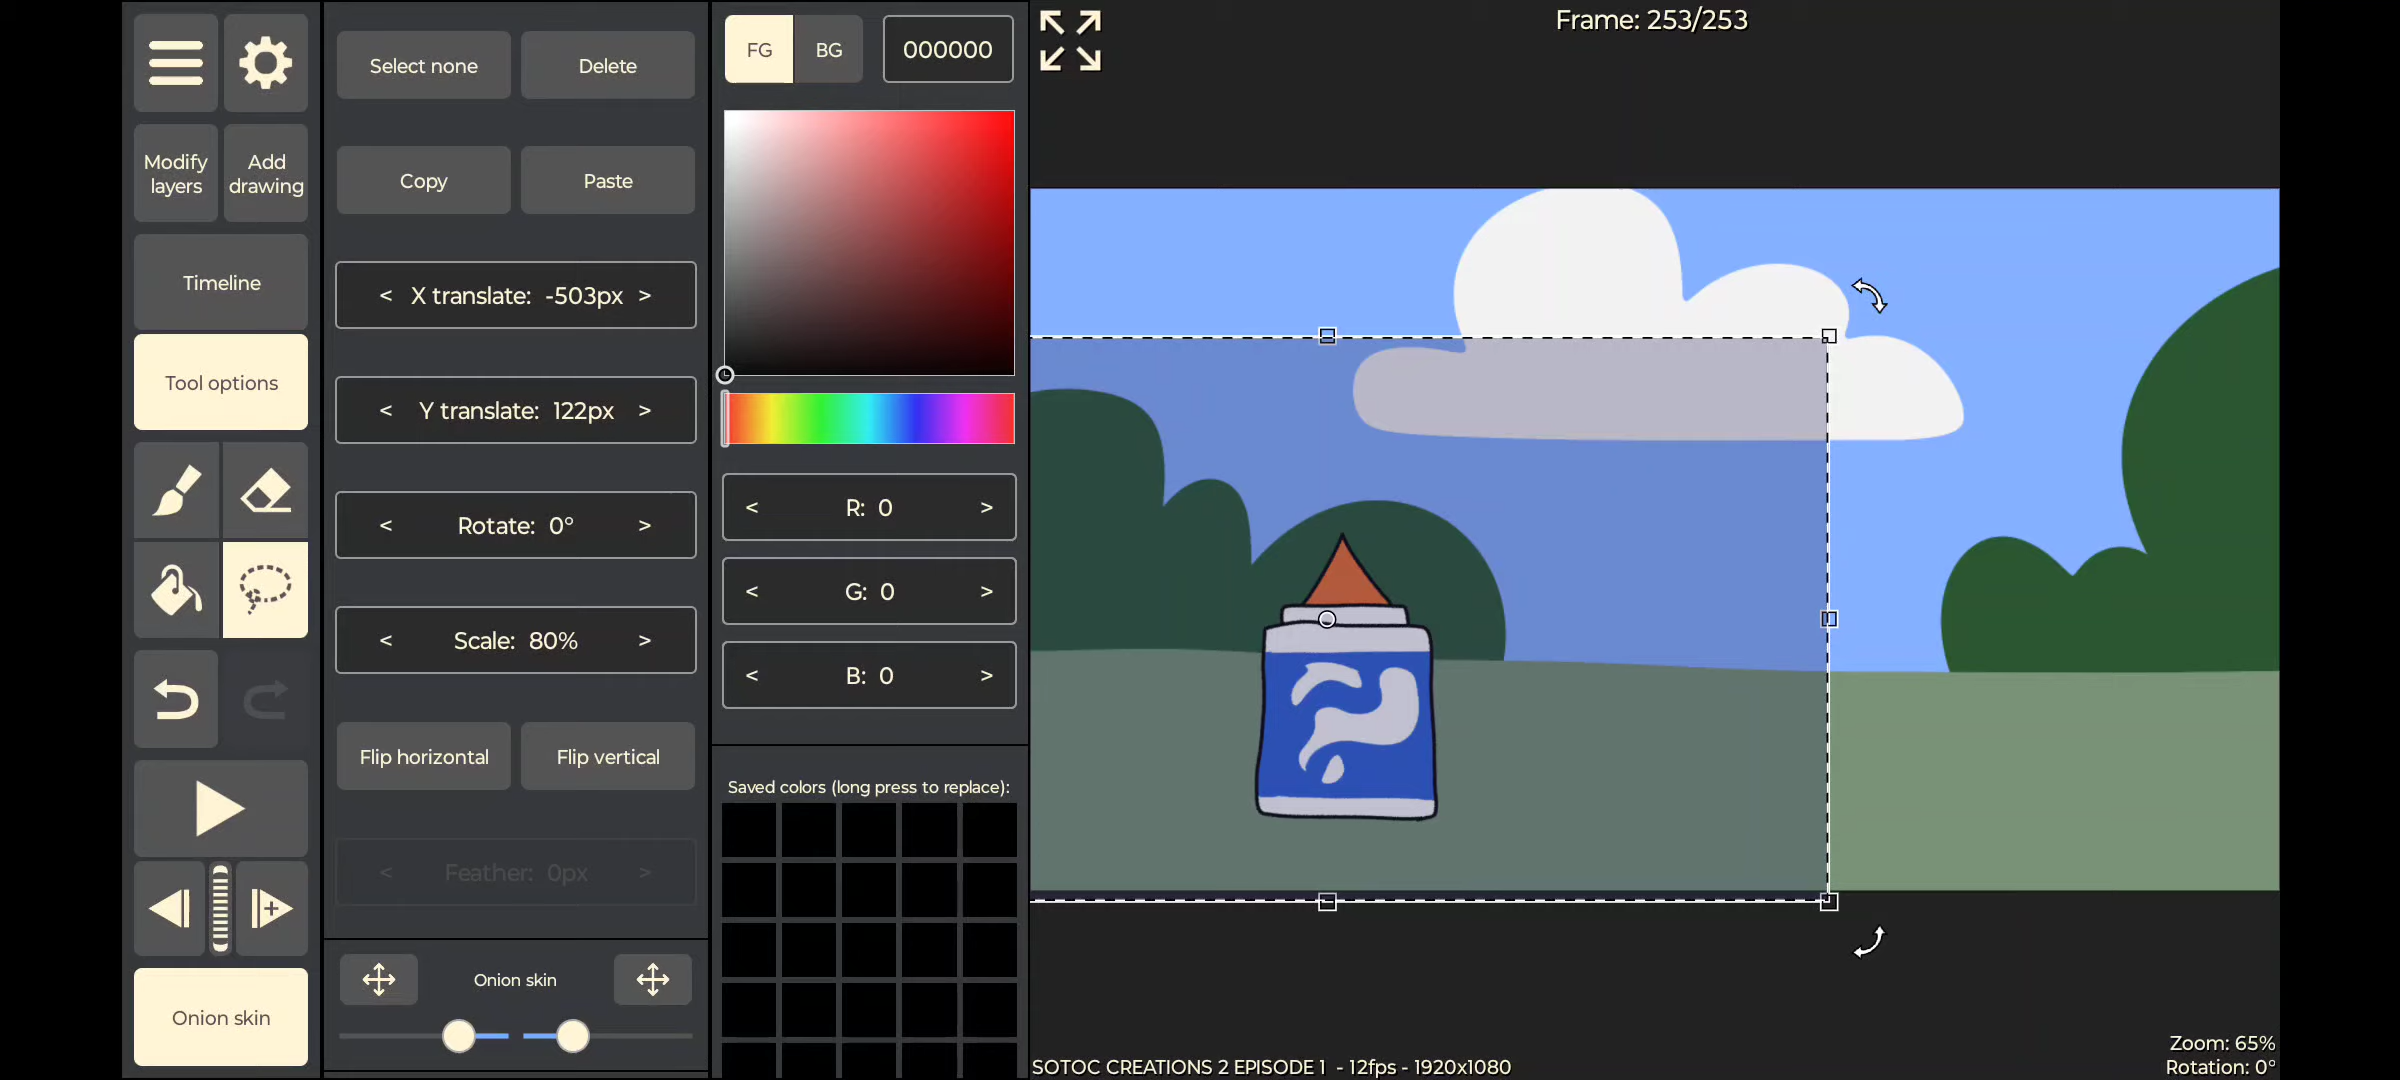 Modify
layers
Add
drawing
Timeline
Tool options
Onion skin
Select none
Delete
Copy
Paste
< X translate: -503px >
< Y translate: 122px >
< Rotate: 0° >
< Scale: 80% >
Flip horizontal
Flip vertical
< Feather: 0px >
Onion skin
FG
BG
000000
< R: 0 >
< G: 0 >
< B: 0 >
Saved colors (long press to replace):
Frame: 253/253
SOTOC CREATIONS 2 EPISODE 1 - 12fps - 1920x1080
Zoom: 65%
Rotation: 0°